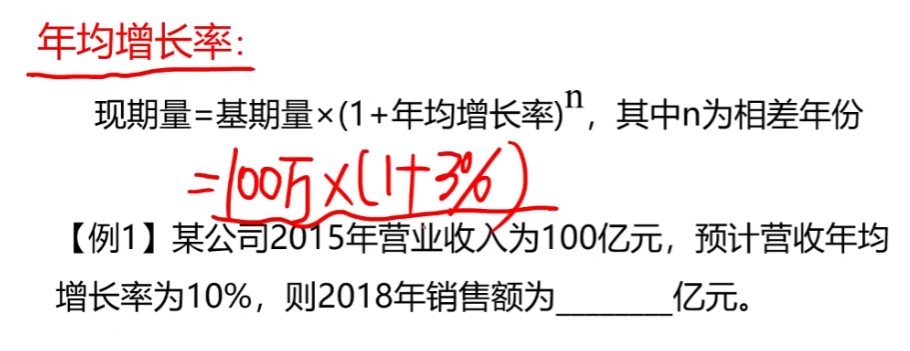 年均增长率:
现期量=基期量×(1+年均增长率)n，其中n为相差年份
=100万×(1+3%)
【例1】某公司2015年营业收入为100亿元，预计营收年均
增长率为10%，则2018年销售额为________亿元。